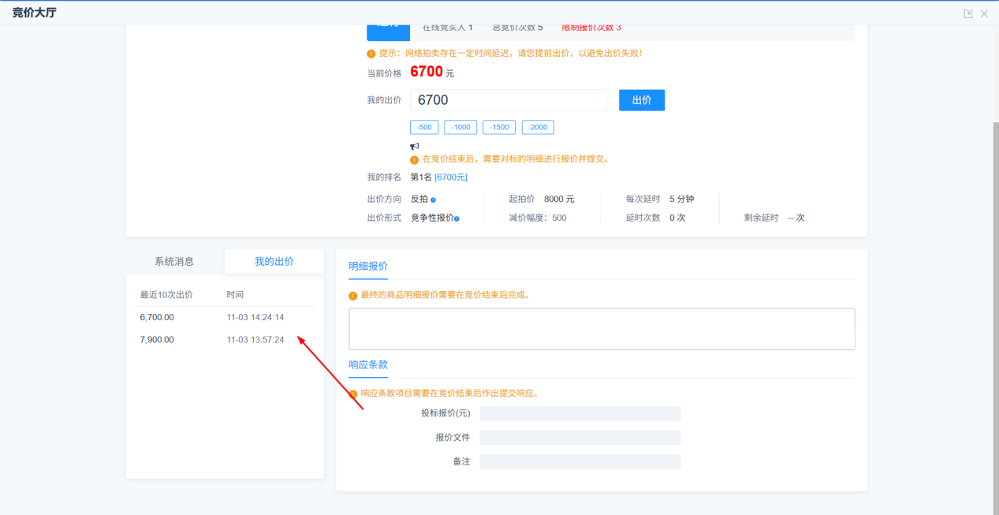 竞价大厅
在线竞买人 1 总竞价次数 5 限制报价次数 3
提示：网络拍卖存在一定时间延迟，请您提前出价，以避免出价失败！
当前价格 6700 元
我的出价 6700 出价
-500 -1000 -1500 -2000
在竞价结束后，需要对标的明细进行报价并提交。
我的排名 第1名 [6700元]
出价方向 反拍 起拍价 8000 元 每次延时 5 分钟
出价形式 竞争性报价 减价幅度：500 延时次数 0 次 剩余延时 -- 次
系统消息 我的出价
最近10次出价 时间
6,700.00 11-03 14:24:14
7,900.00 11-03 13:57:24
明细报价
最终的商品明细报价需要在竞价结束后完成。
响应条款
响应条款项目需要在竞价结束后作出提交响应。
投标报价(元)
报价文件
备注